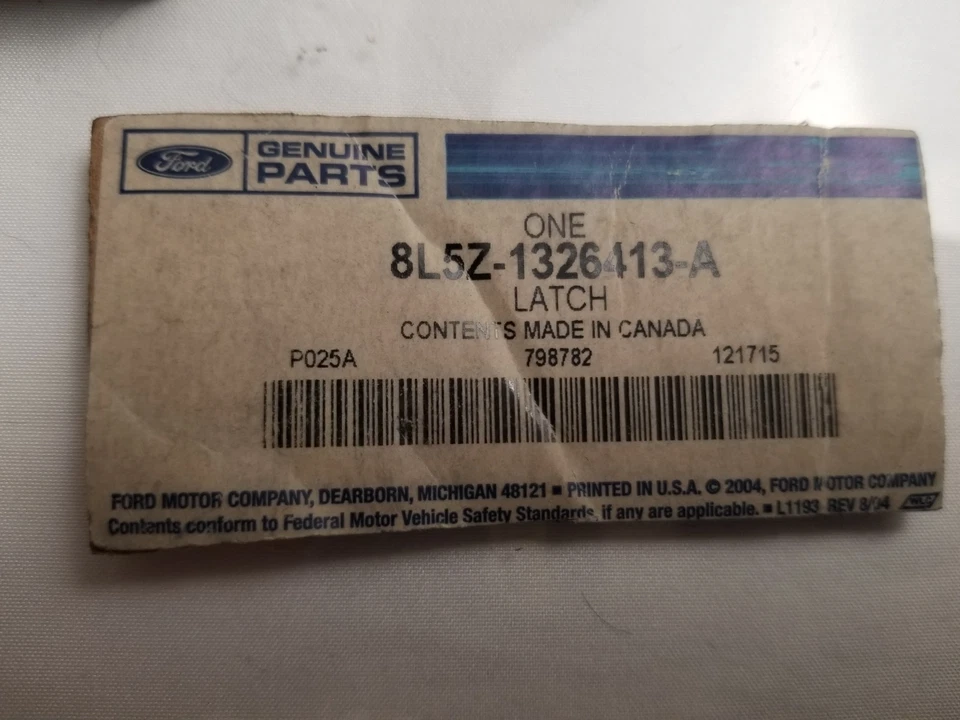 Ford
GENUINE
PARTS
ONE
8L5Z-1326413-A
LATCH
CONTENTS MADE IN CANADA
P025A 798782 121715
FORD MOTOR COMPANY, DEARBORN, MICHIGAN 48121 ■ PRINTED IN U.S.A. © 2004, FORD MOTOR COMPANY
Contents conform to Federal Motor Vehicle Safety Standards, if any are applicable. ■ L1193 REV 8/04